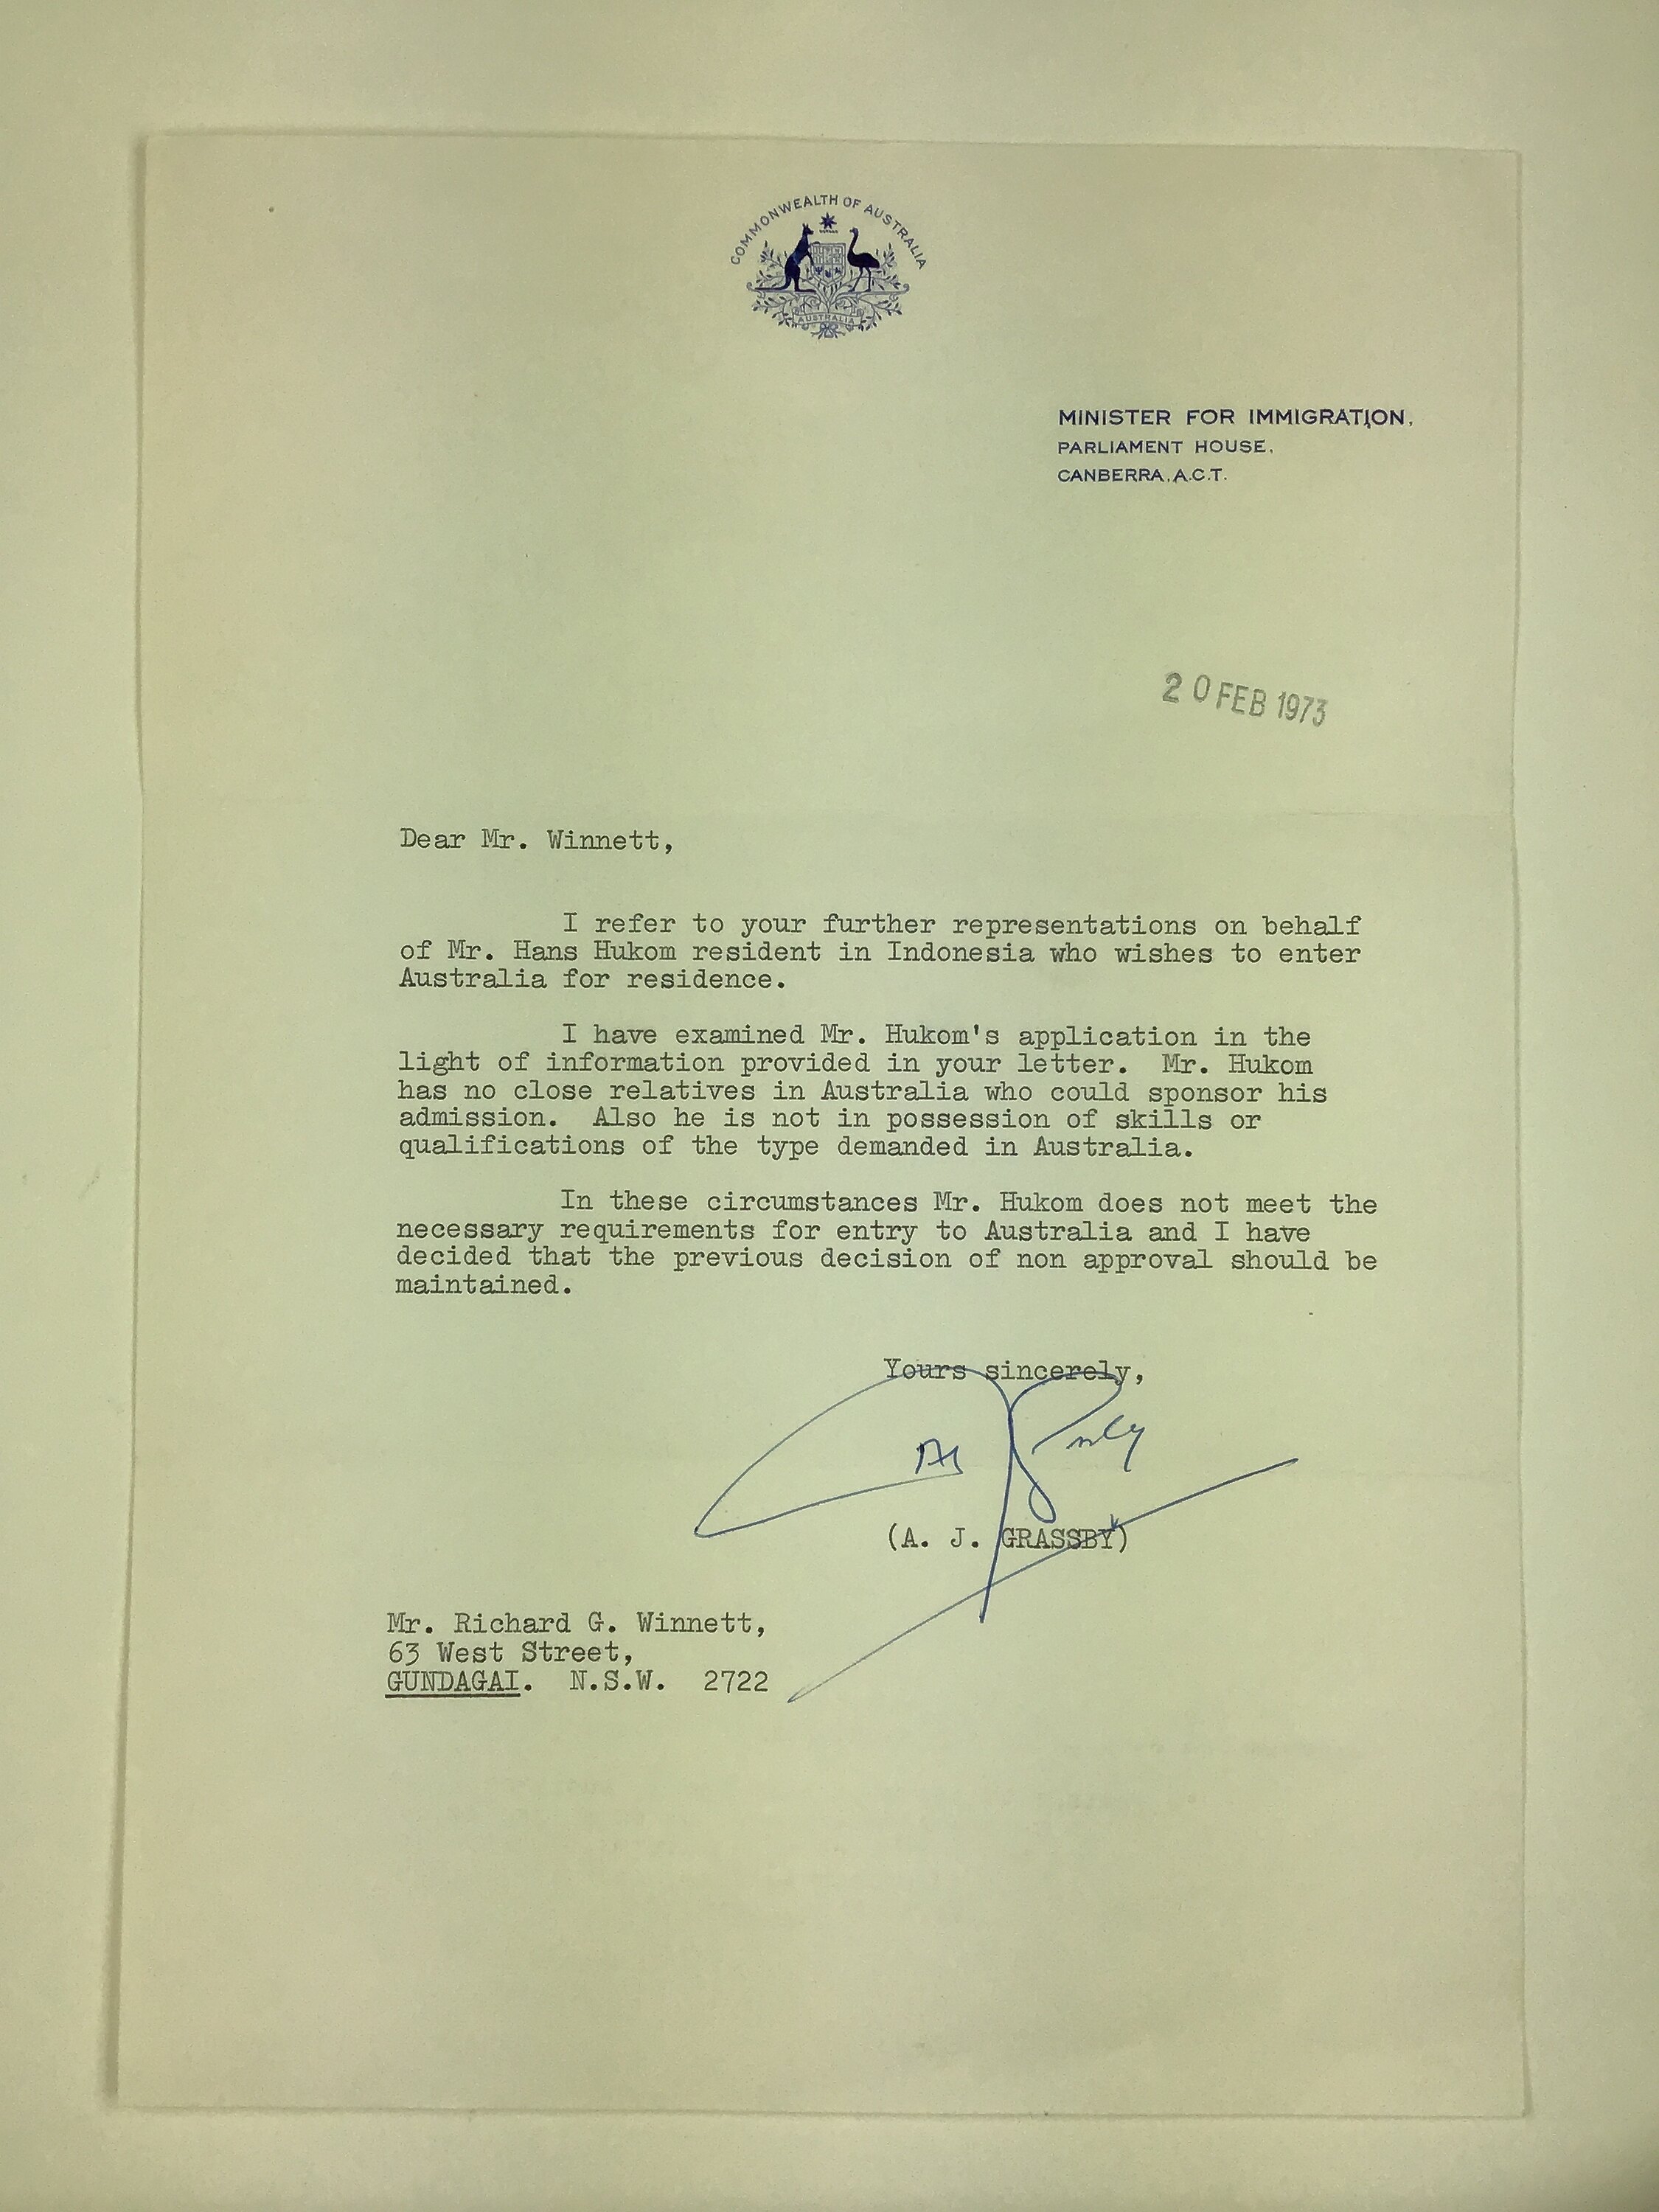 COMMONWEALTH OF AUSTRALIA
AUSTRALIA
MINISTER FOR IMMIGRATION,
PARLIAMENT HOUSE,
CANBERRA, A.C.T.
20 FEB 1973
Dear Mr. Winnett,
I refer to your further representations on behalf
of Mr. Hans Hukom resident in Indonesia who wishes to enter
Australia for residence.
I have examined Mr. Hukom's application in the
light of information provided in your letter. Mr. Hukom
has no close relatives in Australia who could sponsor his
admission. Also he is not in possession of skills or
qualifications of the type demanded in Australia.
In these circumstances Mr. Hukom does not meet the
necessary requirements for entry to Australia and I have
decided that the previous decision of non approval should be
maintained.
Yours sincerely,
(A. J. GRASSBY)
Mr. Richard G. Winnett,
63 West Street,
GUNDAGAI. N.S.W. 2722